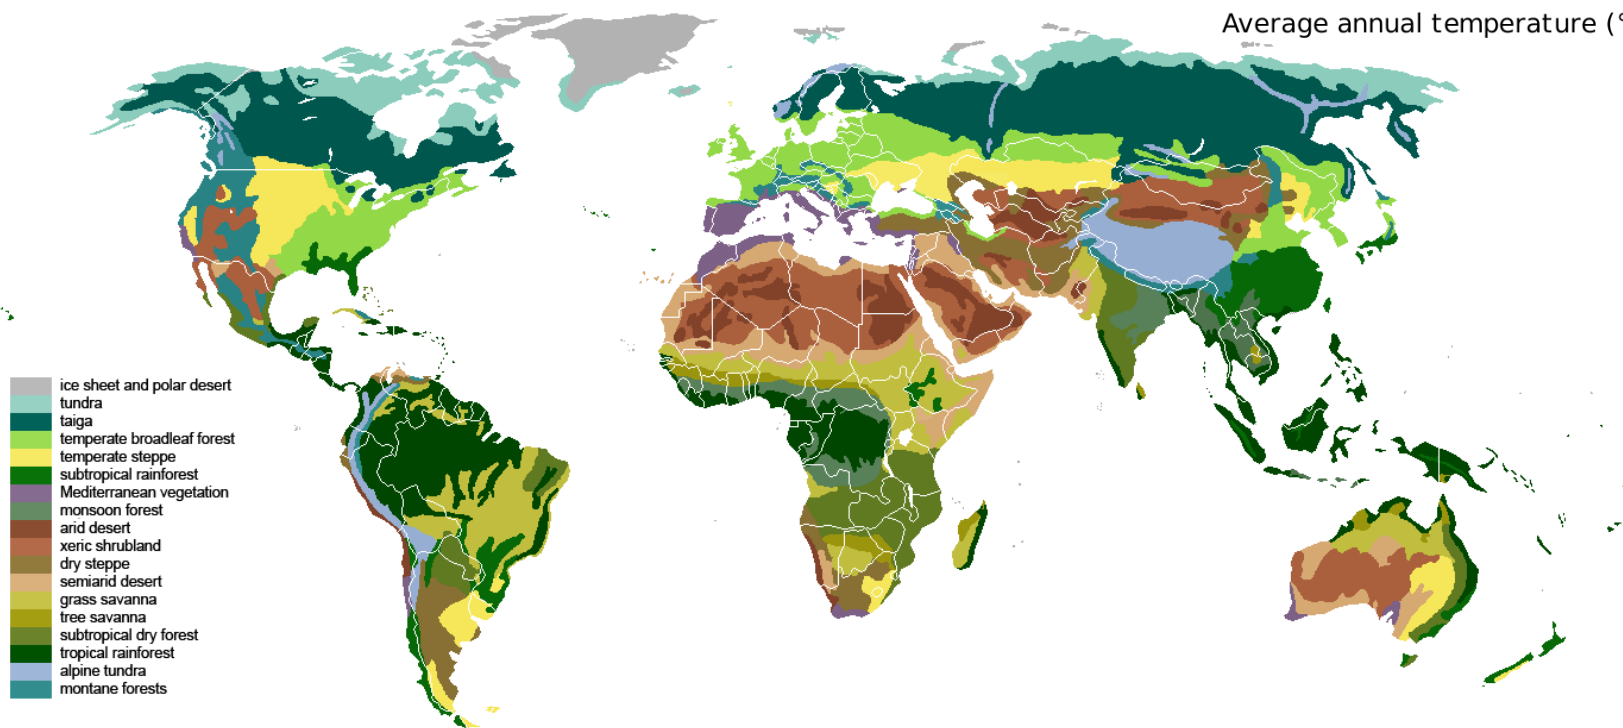 Average annual temperature (°
ice sheet and polar desert
tundra
taiga
temperate broadleaf forest
temperate steppe
subtropical rainforest
Mediterranean vegetation
monsoon forest
arid desert
xeric shrubland
dry steppe
semiarid desert
grass savanna
tree savanna
subtropical dry forest
tropical rainforest
alpine tundra
montane forests